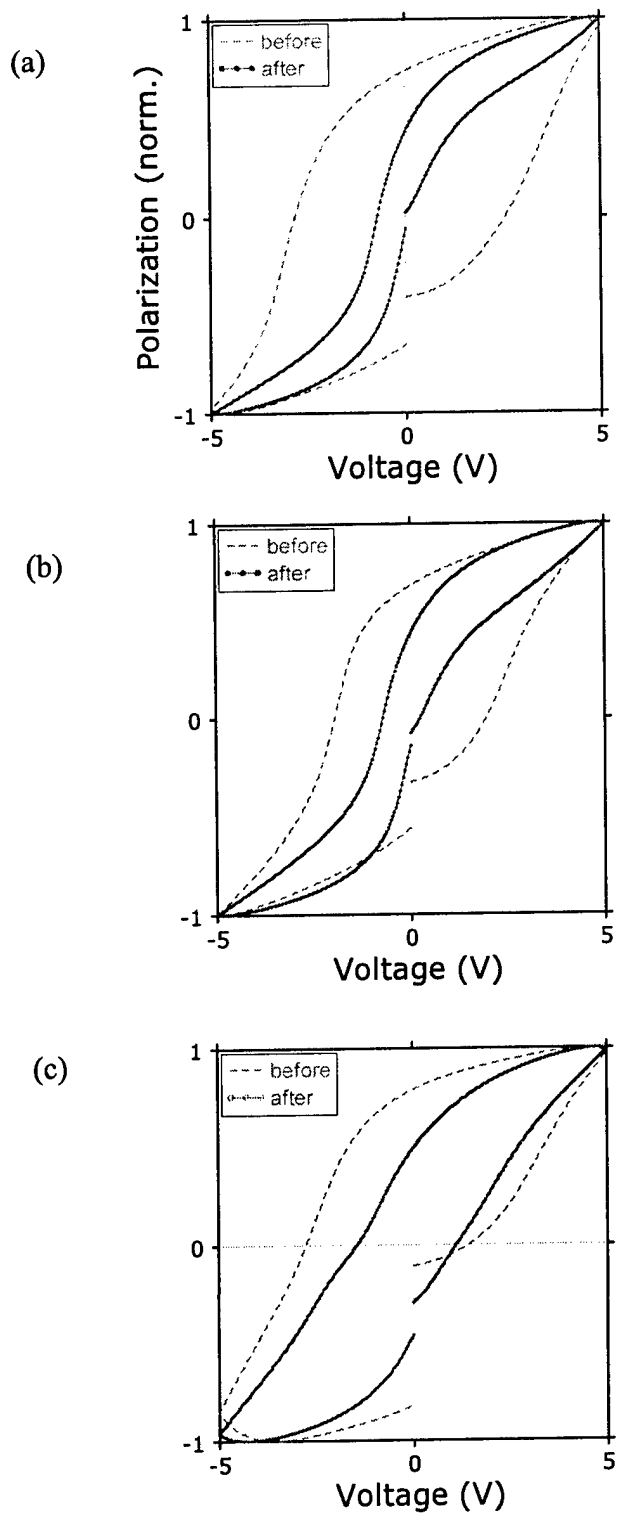 (a)
Polarization (norm.)
1
0
-1
before
after
-5
0
5
Voltage (V)
(b)
1
0
-1
before
after
-5
0
5
Voltage (V)
(c)
1
0
-1
before
after
-5
0
5
Voltage (V)